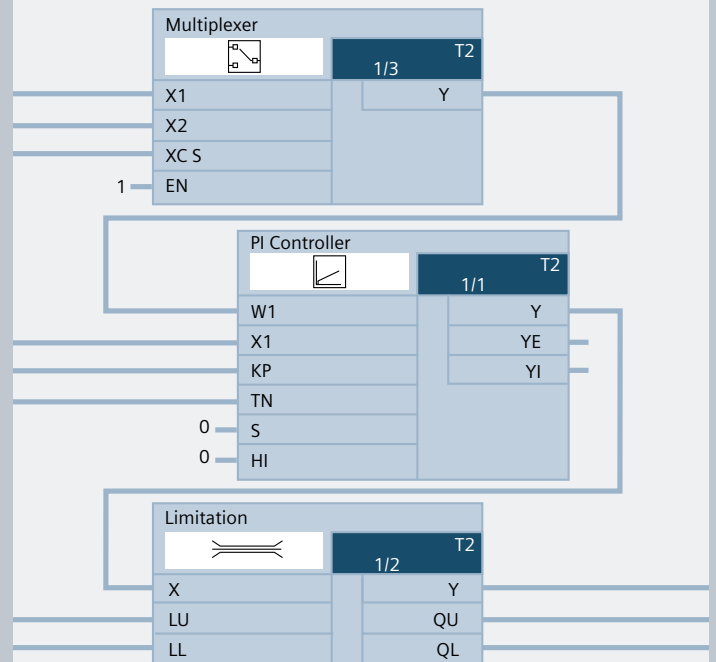 Multiplexer
T2
1/3
X1
Y
X2
XC S
1
EN
PI Controller
T2
1/1
W1
Y
X1
YE
KP
YI
TN
0
S
0
HI
Limitation
T2
1/2
X
Y
LU
QU
LL
QL